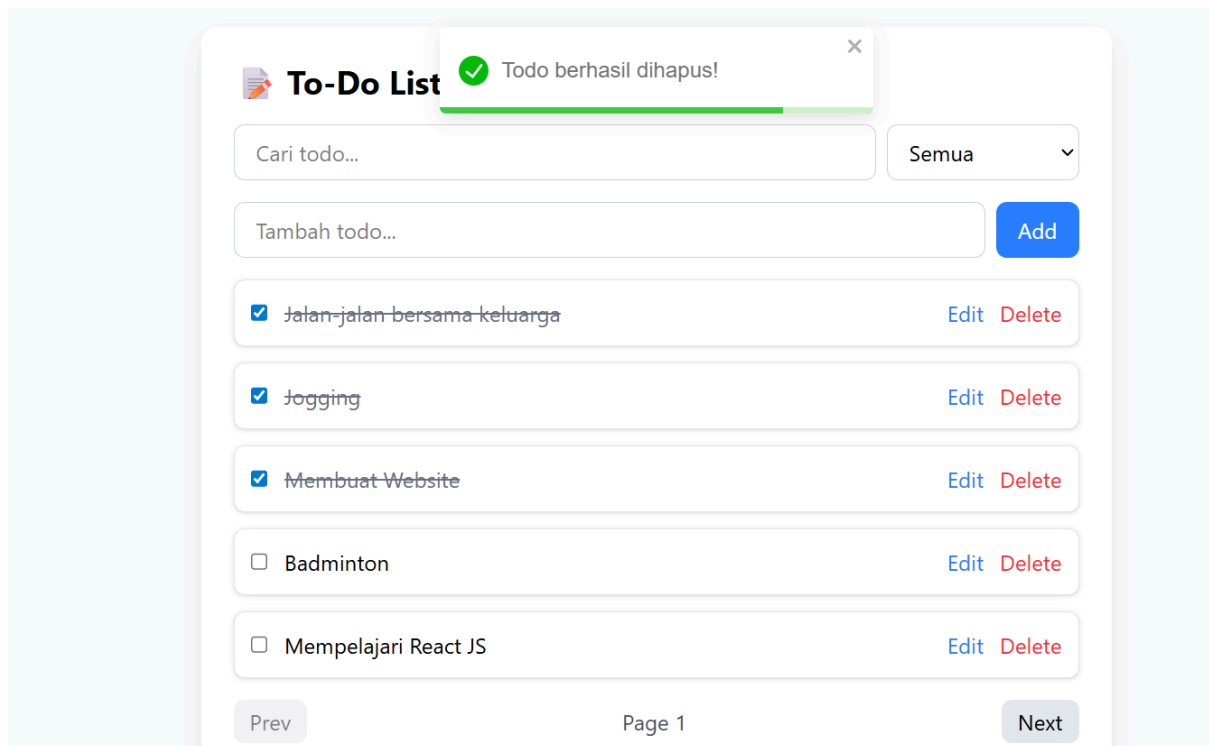 Todo berhasil dihapus!
To-Do List
Cari todo...
Semua
Tambah todo...
Add
Jalan-jalan bersama keluarga Edit Delete
Jogging Edit Delete
Membuat Website Edit Delete
Badminton Edit Delete
Mempelajari React JS Edit Delete
Prev Page 1 Next